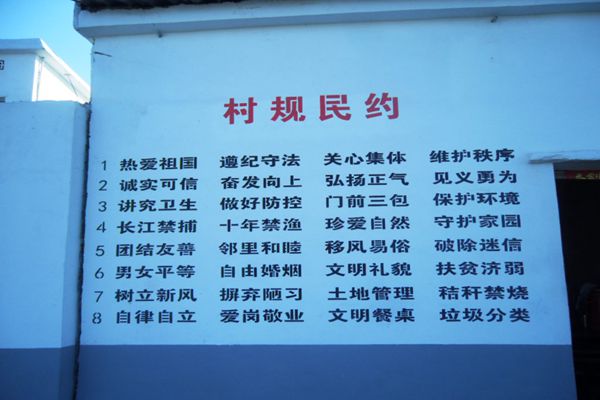 村规民约
1 热爱祖国 遵纪守法 关心集体 维护秩序
2 诚实可信 奋发向上 弘扬正气 见义勇为
3 讲究卫生 做好防控 门前三包 保护环境
4 长江禁捕 十年禁渔 珍爱自然 守护家园
5 团结友善 邻里和睦 移风易俗 破除迷信
6 男女平等 自由婚烟 文明礼貌 扶贫济弱
7 树立新风 摒弃陋习 土地管理 秸秆禁烧
8 自律自立 爱岗敬业 文明餐桌 垃圾分类